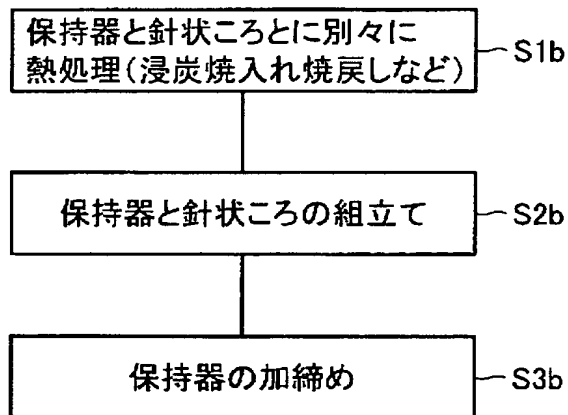 保持器と針状ころとに別々に
熱処理(浸炭焼入れ焼戻しなど)
S1b
保持器と針状ころの組立て
S2b
保持器の加締め
S3b